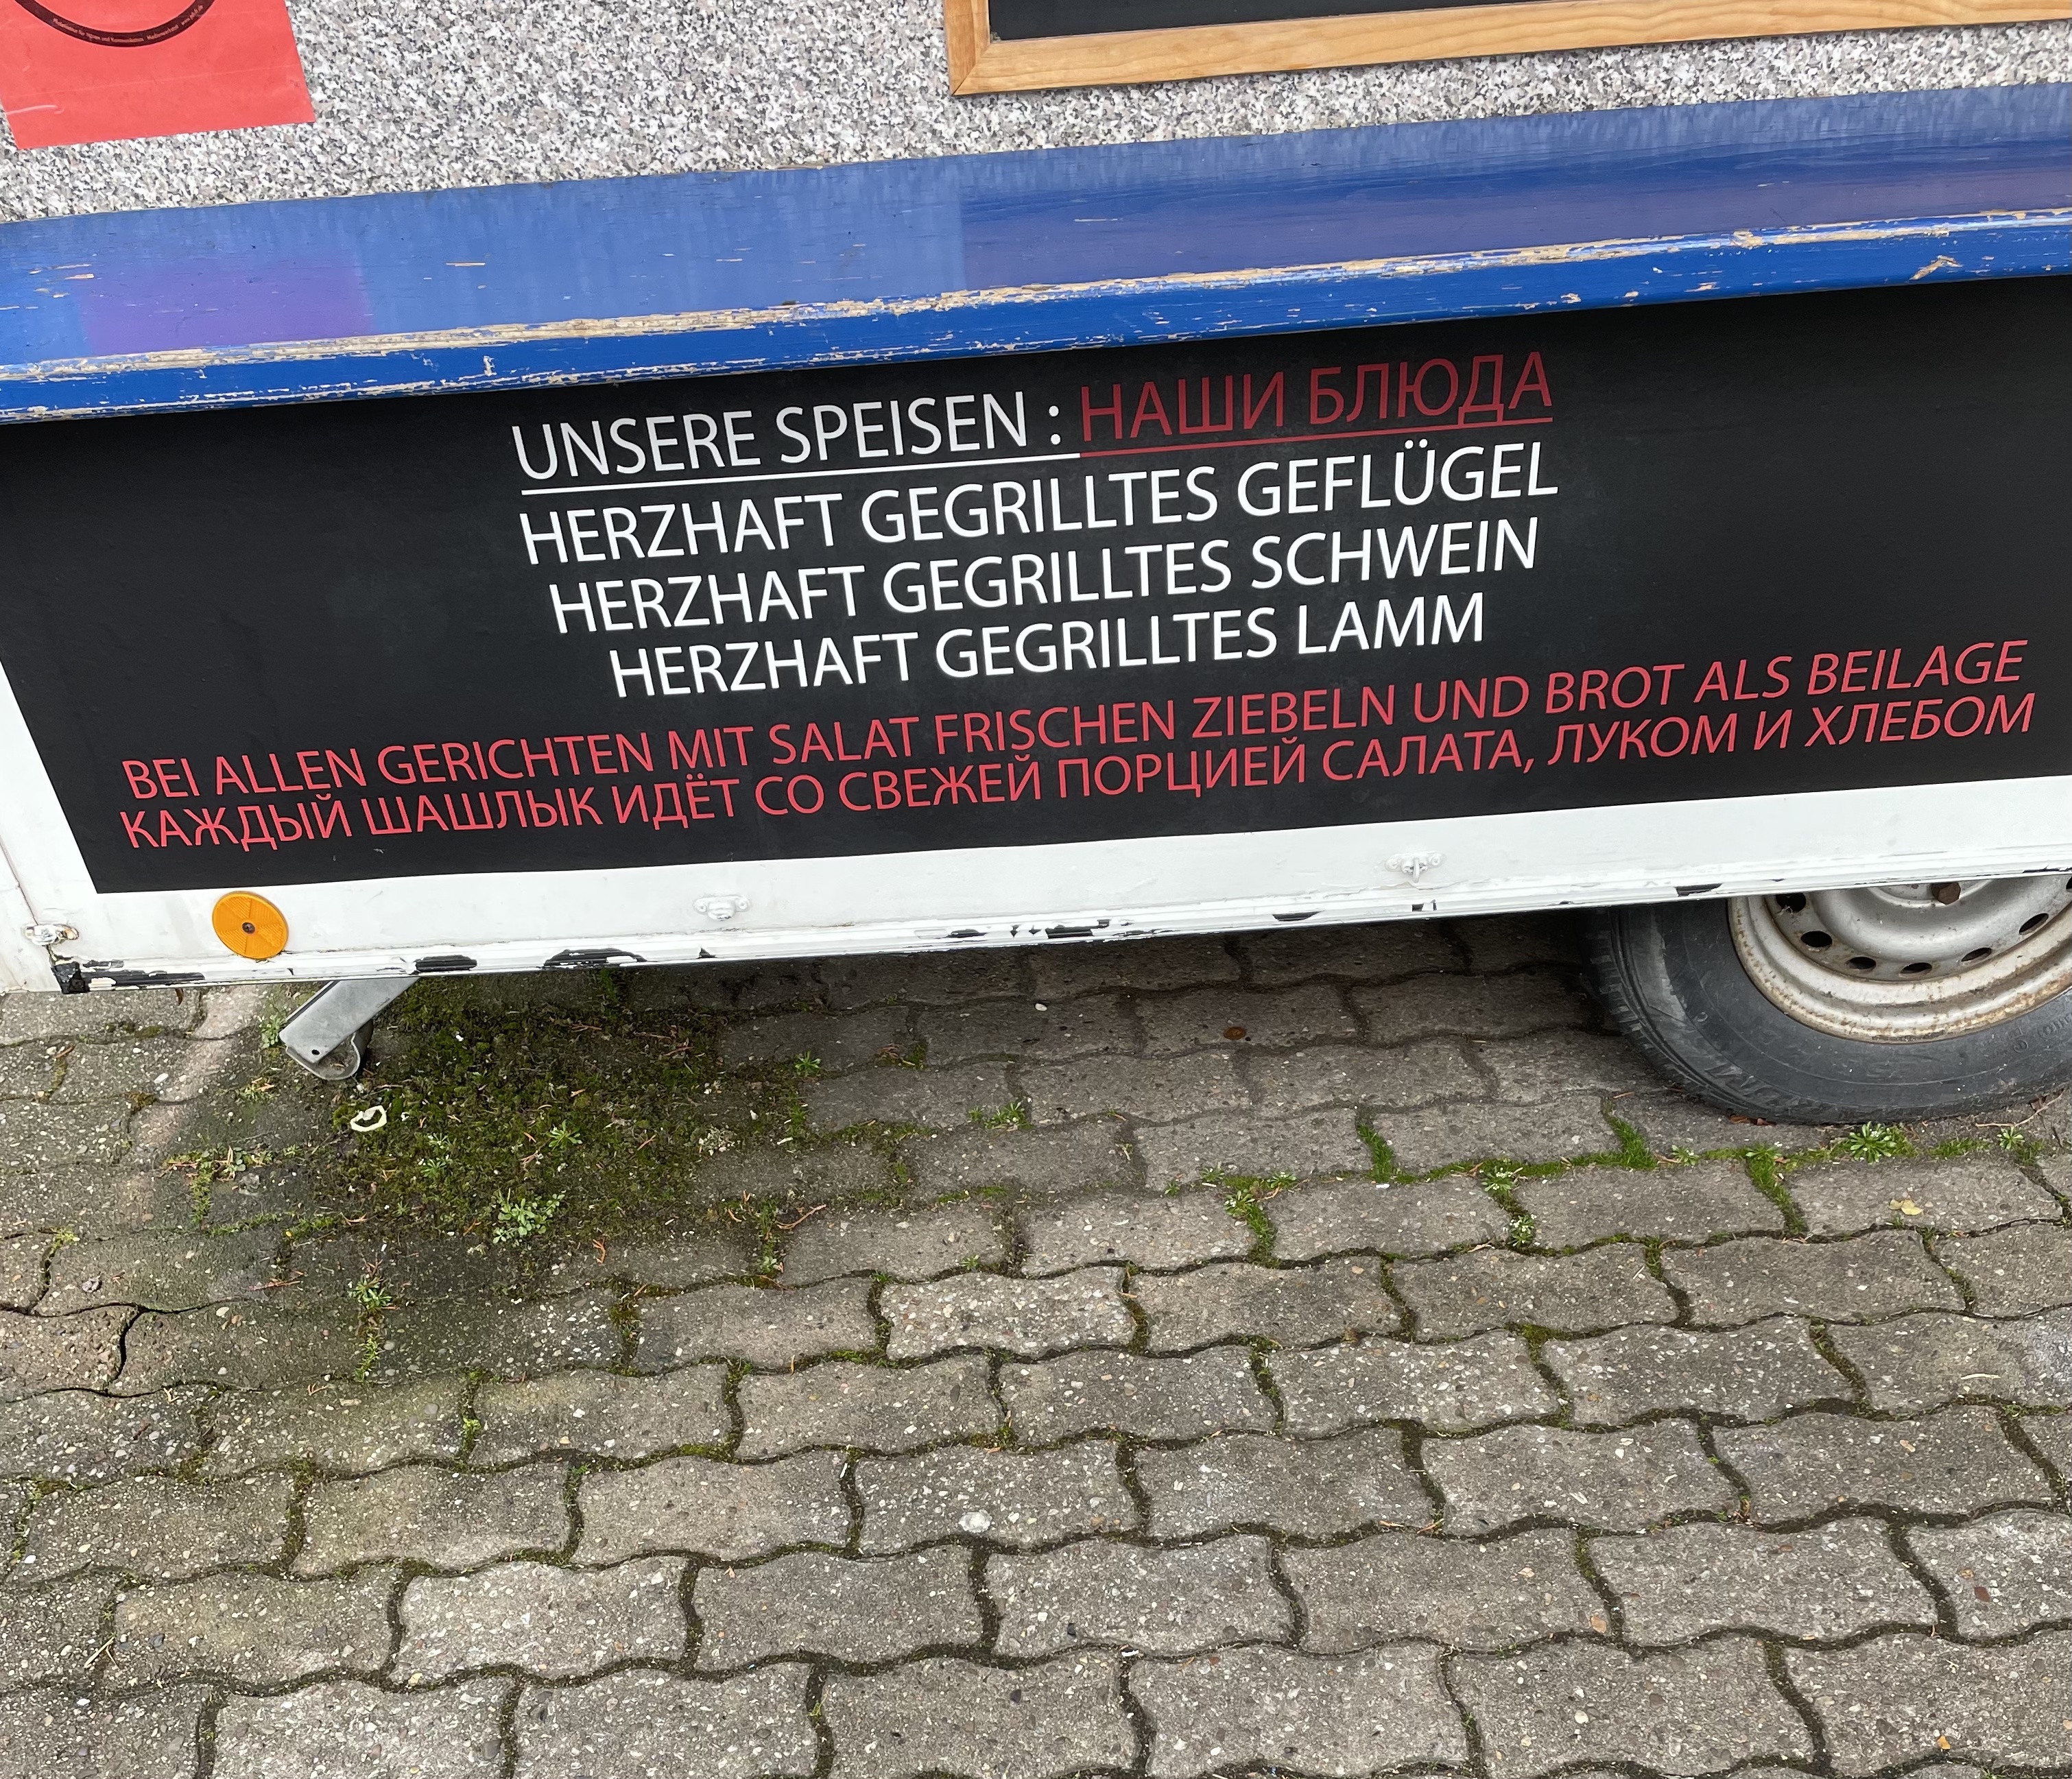 UNSERE SPEISEN : НАШИ БЛЮДА
HERZHAFT GEGRILLTES GEFLÜGEL
HERZHAFT GEGRILLTES SCHWEIN
HERZHAFT GEGRILLTES LAMM
BEI ALLEN GERICHTEN MIT SALAT FRISCHEN ZIEBELN UND BROT ALS BEILAGE
КАЖДЫЙ ШАШЛЫК ИДЁТ СО СВЕЖЕЙ ПОРЦИЕЙ САЛАТА, ЛУКОМ И ХЛЕБОМ